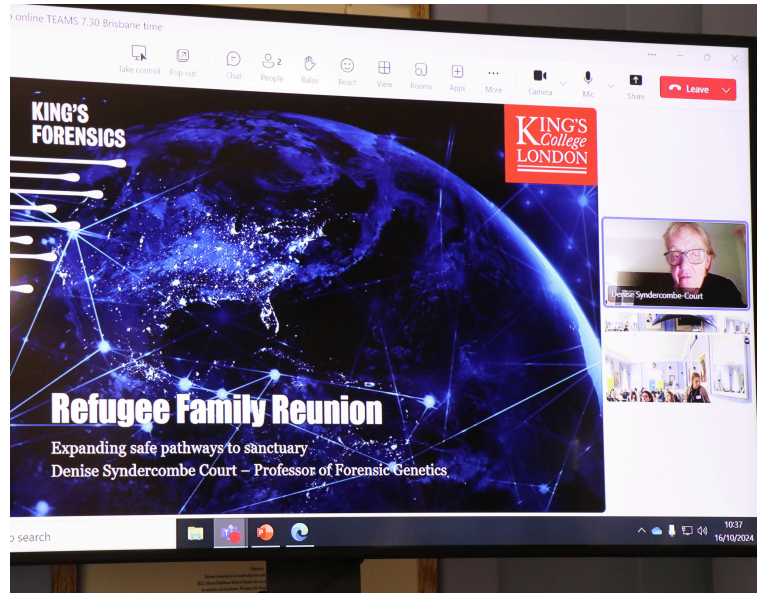 online TEAMS 7.30 Brisbane time
Take control
Pop out
Chat
2
People
Raise
React
View
Rooms
Apps
More
Camera
Mic
Share
Leave
KING'S
FORENSICS
KING'S
College
LONDON
Denise Syndercombe-Court
Refugee Family Reunion
Expanding safe pathways to sanctuary
Denise Syndercombe Court – Professor of Forensic Genetics
search
10:37
16/10/2024